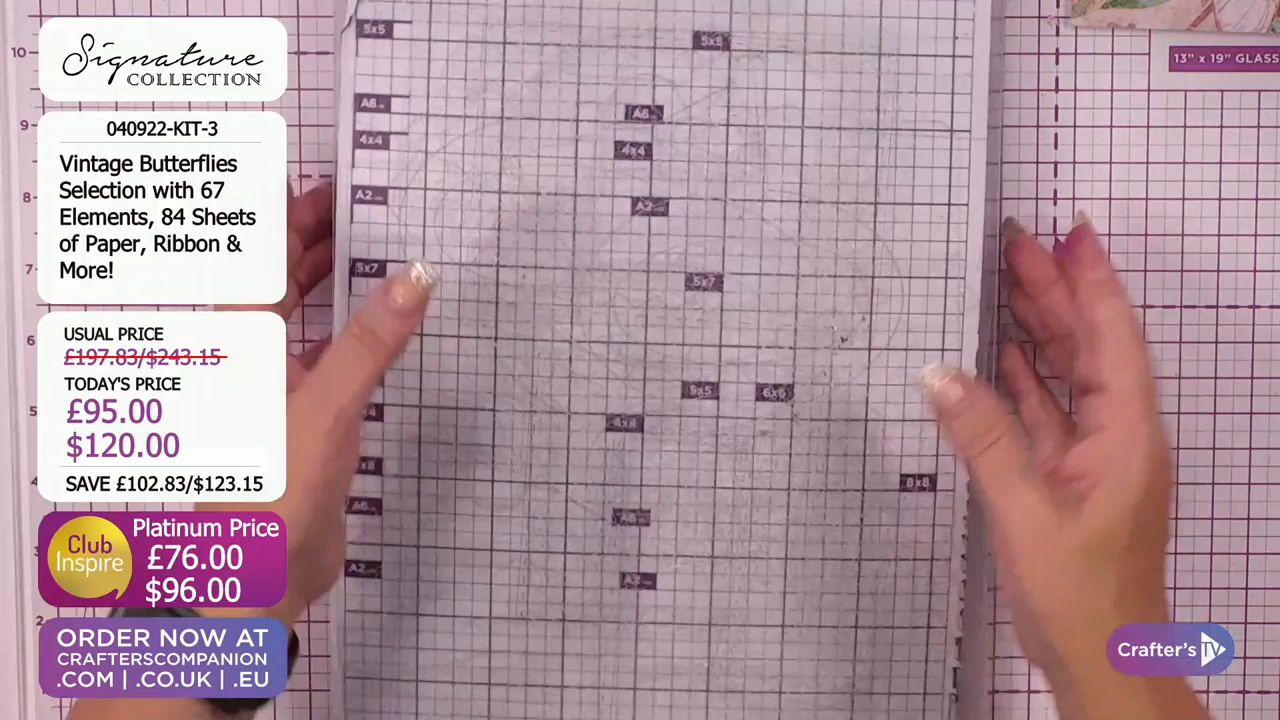 Signature
COLLECTION
040922-KIT-3
Vintage Butterflies
Selection with 67
Elements, 84 Sheets
of Paper, Ribbon &
More!
USUAL PRICE
£197.83/$243.15
TODAY'S PRICE
£95.00
$120.00
SAVE £102.83/$123.15
Club
Inspire
Platinum Price
£76.00
$96.00
ORDER NOW AT
CRAFTERSCOMPANION
.COM | .CO.UK | .EU
10
9
8
7
6
5
4
3
2
5x5
A6
4x4
A2
5x7
A6
A2
A6
4x4
A2
5x7
5x5
6x6
4x4
8x8
13" x 19" GLASS
Crafter's TV